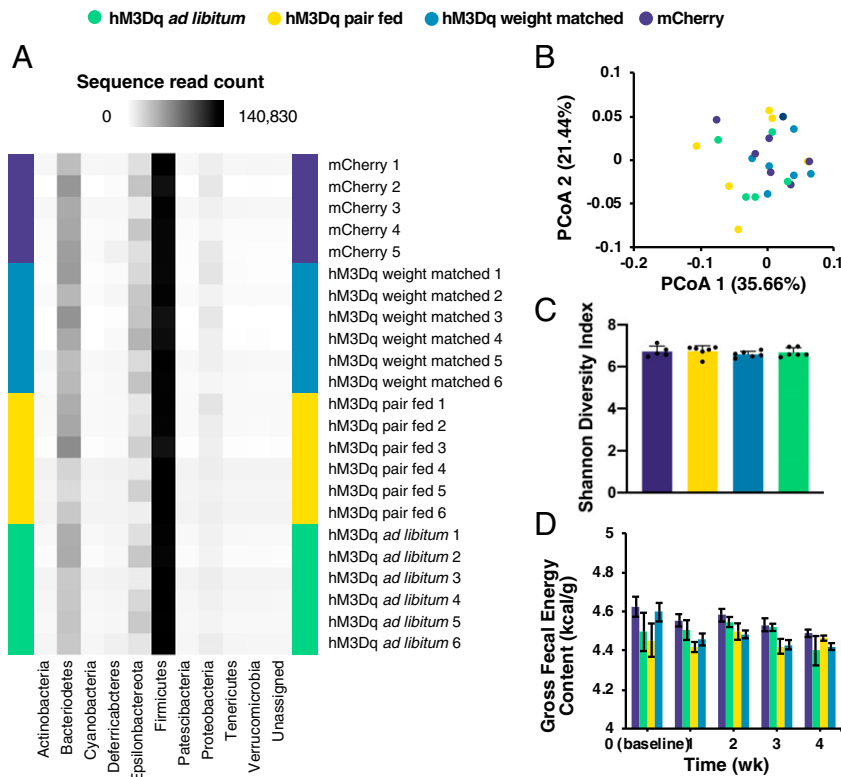 hM3Dq ad libitum hM3Dq pair fed hM3Dq weight matched mCherry
A
Sequence read count
0 140,830
mCherry 1
mCherry 2
mCherry 3
mCherry 4
mCherry 5
hM3Dq weight matched 1
hM3Dq weight matched 2
hM3Dq weight matched 3
hM3Dq weight matched 4
hM3Dq weight matched 5
hM3Dq weight matched 6
hM3Dq pair fed 1
hM3Dq pair fed 2
hM3Dq pair fed 3
hM3Dq pair fed 4
hM3Dq pair fed 5
hM3Dq pair fed 6
hM3Dq ad libitum 1
hM3Dq ad libitum 2
hM3Dq ad libitum 3
hM3Dq ad libitum 4
hM3Dq ad libitum 5
hM3Dq ad libitum 6
Actinobacteria
Bacteriodetes
Cyanobacteria
Deferricabcteres
Epsilonbactereota
Firmicutes
Patescibacteria
Proteobacteria
Tenericutes
Verrucomicrobia
Unassigned
B
PCoA 2 (21.44%)
0.1
0.05
0
-0.05
-0.1
-0.2 -0.1 0 0.1
PCoA 1 (35.66%)
C
Shannon Diversity Index
8
6
4
2
0
D
Gross Fecal Energy
Content (kcal/g)
5
4.8
4.6
4.4
4.2
4
0 (baseline) 1 2 3 4
Time (wk)